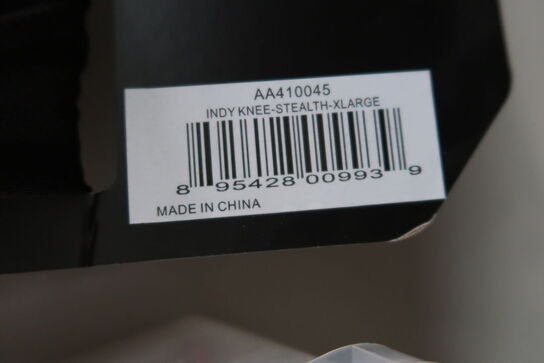 AA410045
INDY KNEE-STEALTH-XLARGE
8 95428 00993 9
MADE IN CHINA